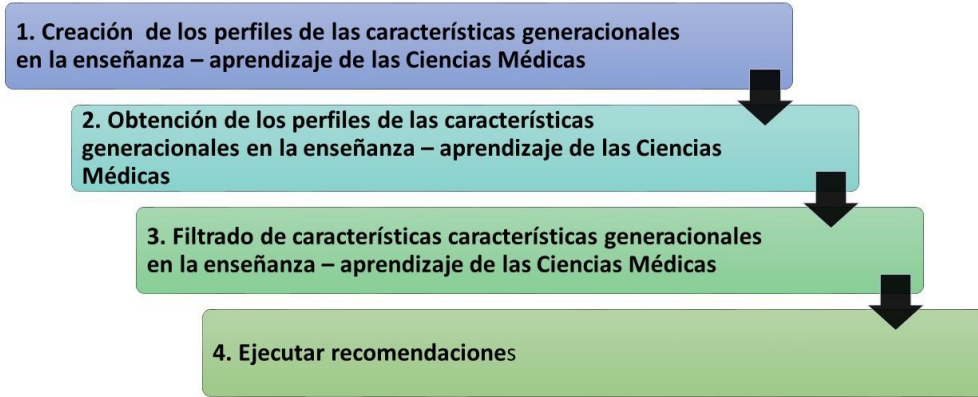 1. Creación de los perfiles de las características generacionales
en la enseñanza – aprendizaje de las Ciencias Médicas
2. Obtención de los perfiles de las características
generacionales en la enseñanza – aprendizaje de las Ciencias
Médicas
3. Filtrado de características características generacionales
en la enseñanza – aprendizaje de las Ciencias Médicas
4. Ejecutar recomendaciones